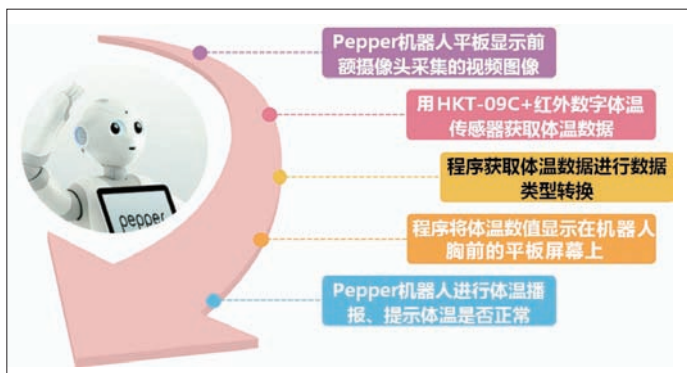 Pepper机器人平板显示前
额摄像头采集的视频图像
用HKT-09C+红外数字体温
传感器获取体温数据
程序获取体温数据进行数据
类型转换
程序将体温数值显示在机器人
胸前的平板屏幕上
Pepper机器人进行体温播
报、提示体温是否正常
pepper